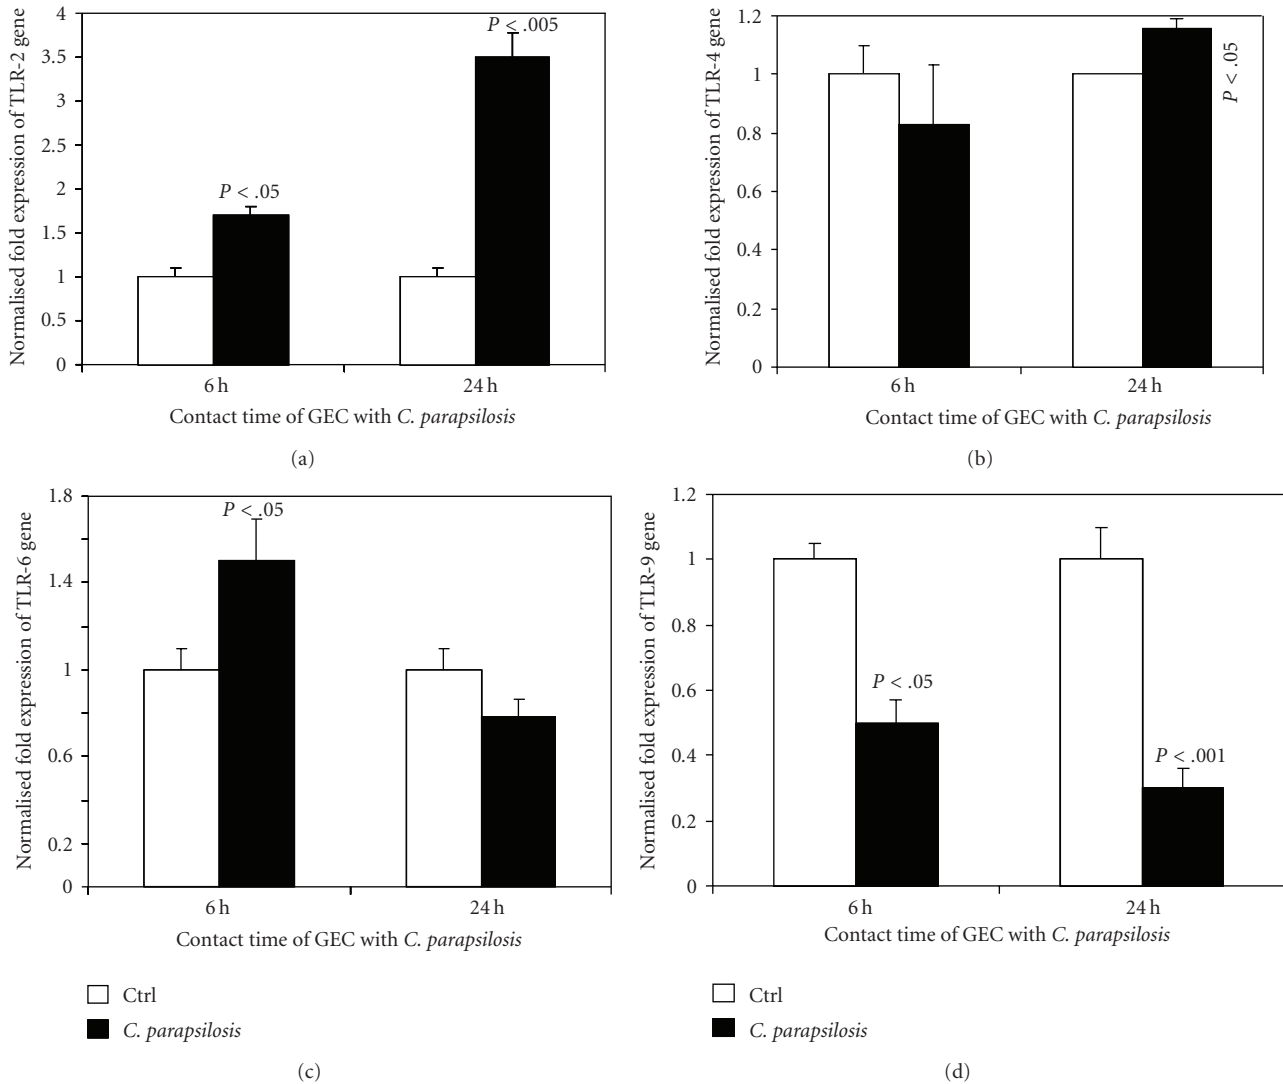 Normalised fold expression of TLR-2 gene
4
3.5
3
2.5
2
1.5
1
0.5
0
P < .05
P < .005
6 h
24 h
Contact time of GEC with C. parapsilosis
(a)
Normalised fold expression of TLR-4 gene
1.2
1
0.8
0.6
0.4
0.2
0
P < .05
6 h
24 h
Contact time of GEC with C. parapsilosis
(b)
Normalised fold expression of TLR-6 gene
1.8
1.4
1
0.6
0.2
0
P < .05
6 h
24 h
Contact time of GEC with C. parapsilosis
Ctrl
C. parapsilosis
(c)
Normalised fold expression of TLR-9 gene
1.2
1
0.8
0.6
0.4
0.2
0
P < .05
P < .001
6 h
24 h
Contact time of GEC with C. parapsilosis
Ctrl
C. parapsilosis
(d)